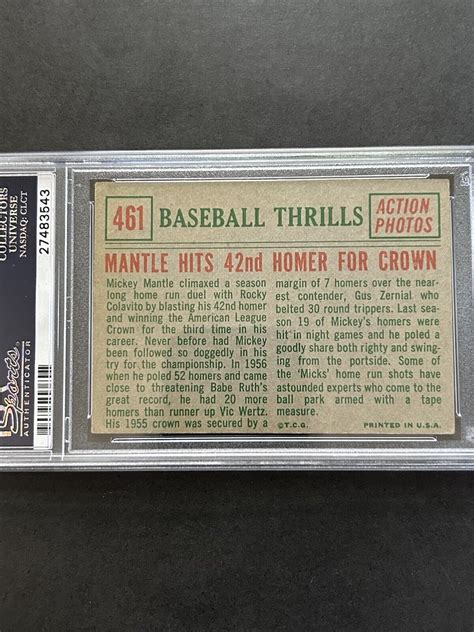 COLLECTORS
UNIVERSE
NASDAQ: CLCT
27483543
Sports
AUTHENTICATOR
461
BASEBALL THRILLS
ACTION
PHOTOS
MANTLE HITS 42nd HOMER FOR CROWN
Mickey Mantle climaxed a season
long home run duel with Rocky
Colavito by blasting his 42nd homer
and winning the American League
Crown for the third time in his career.
Never before had Mickey
been followed so doggedly in his
try for the championship. In 1956
when he poled 52 homers and came
close to threatening Babe Ruth's
great record, he had 20 more
homers than runner up Vic Wertz.
His 1955 crown was secured by a
margin of 7 homers over the near-
est contender, Gus Zernial who
belted 30 round trippers. Last sea-
son 19 of Mickey's homers were
hit in night games and he poled a
goodly share both righty and swing-
ing from the portside. Some of
the 'Micks' home run shots have
astounded experts who come to the
ball park armed with a tape
measure.
©T.C.G. PRINTED IN U.S.A.